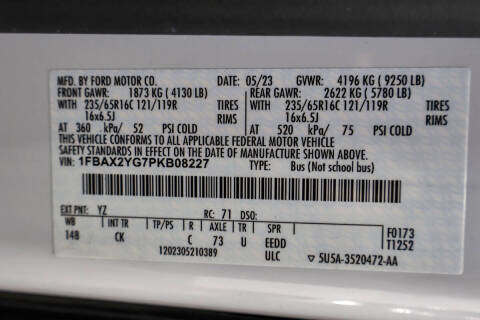 MFD. BY FORD MOTOR CO. DATE: 05/23 GVWR: 4196 KG ( 9250 LB)
FRONT GAWR: 1873 KG ( 4130 LB) REAR GAWR: 2622 KG ( 5780 LB)
WITH 235/65R16C 121/119R TIRES WITH 235/65R16C 121/119R TIRES
16x6.5J RIMS 16x6.5J RIMS
AT 360 kPa/ 52 PSI COLD AT 520 kPa/ 75 PSI COLD
THIS VEHICLE CONFORMS TO ALL APPLICABLE FEDERAL MOTOR VEHICLE
SAFETY STANDARDS IN EFFECT ON THE DATE OF MANUFACTURE SHOWN ABOVE.
VIN: 1FBAX2YG7PKB08227 TYPE: Bus (Not school bus)
EXT PNT: YZ RC: 71 DSO:
WB INT TR TP/PS R AXLE TR SPR F0173
148 CK C 73 U EEDD T1252
1202305210389 ULC ▽5U5A-3520472-AA